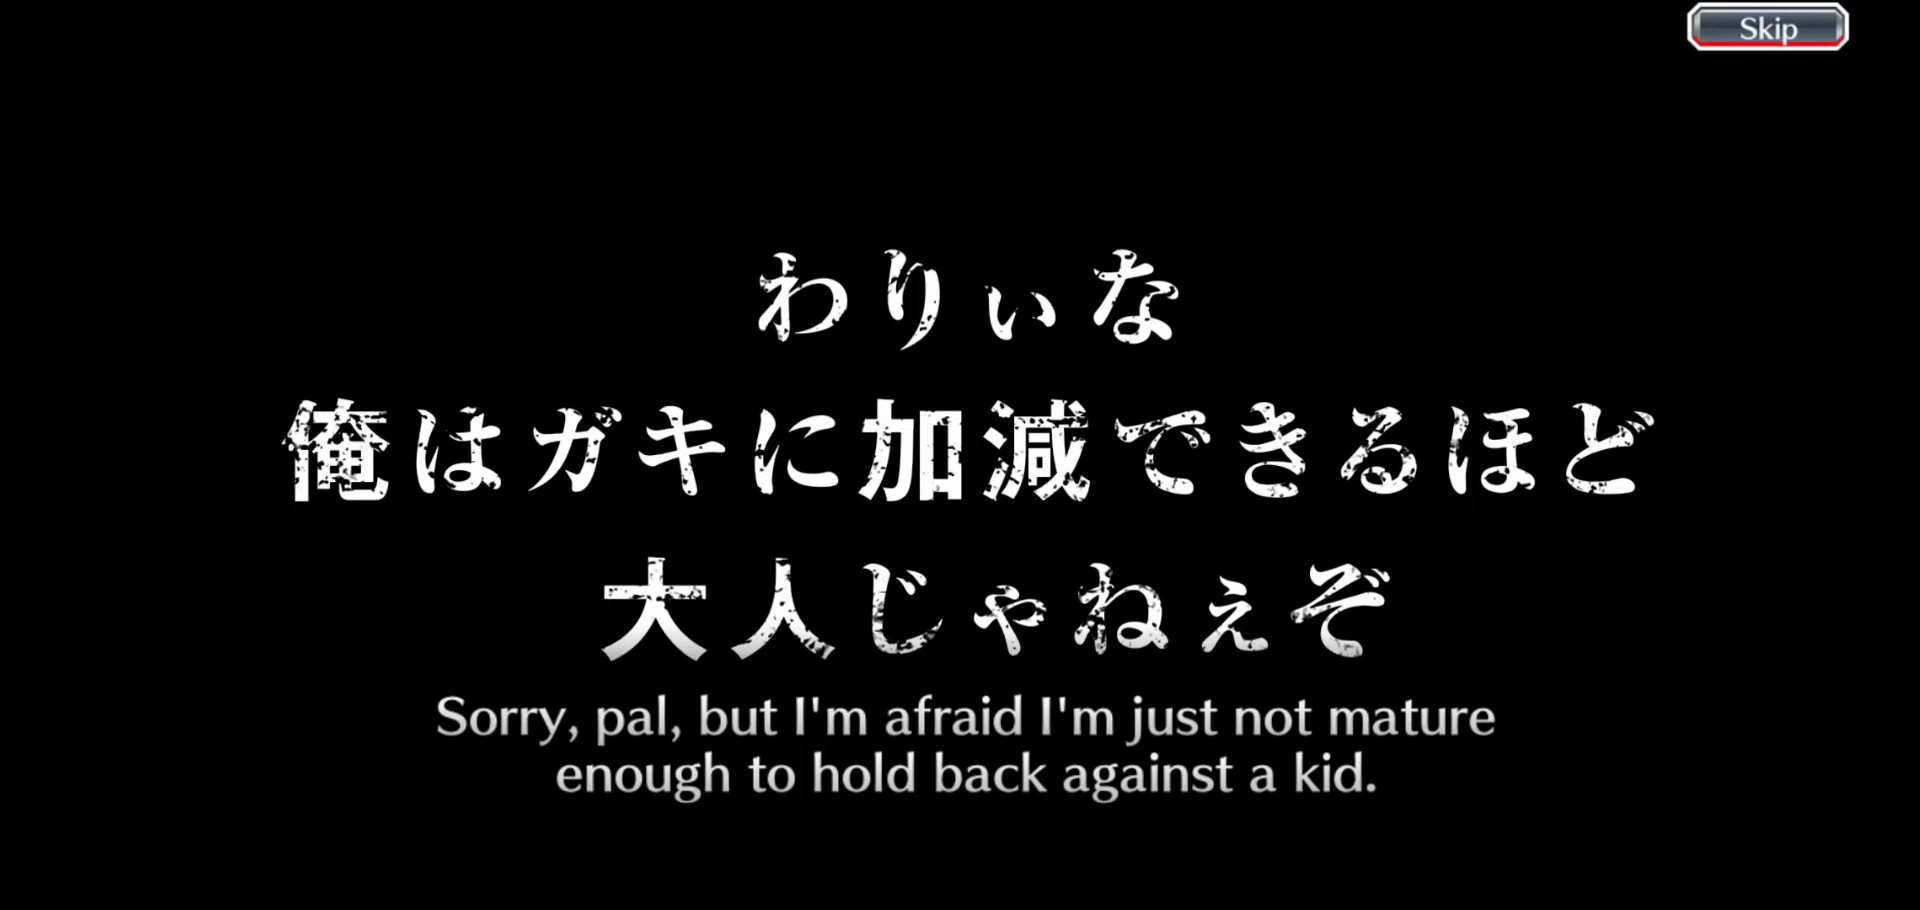 Skip
わりぃな
俺はガキに加減できるほど
大人じゃねぇぞ
Sorry, pal, but I'm afraid I'm just not mature
enough to hold back against a kid.